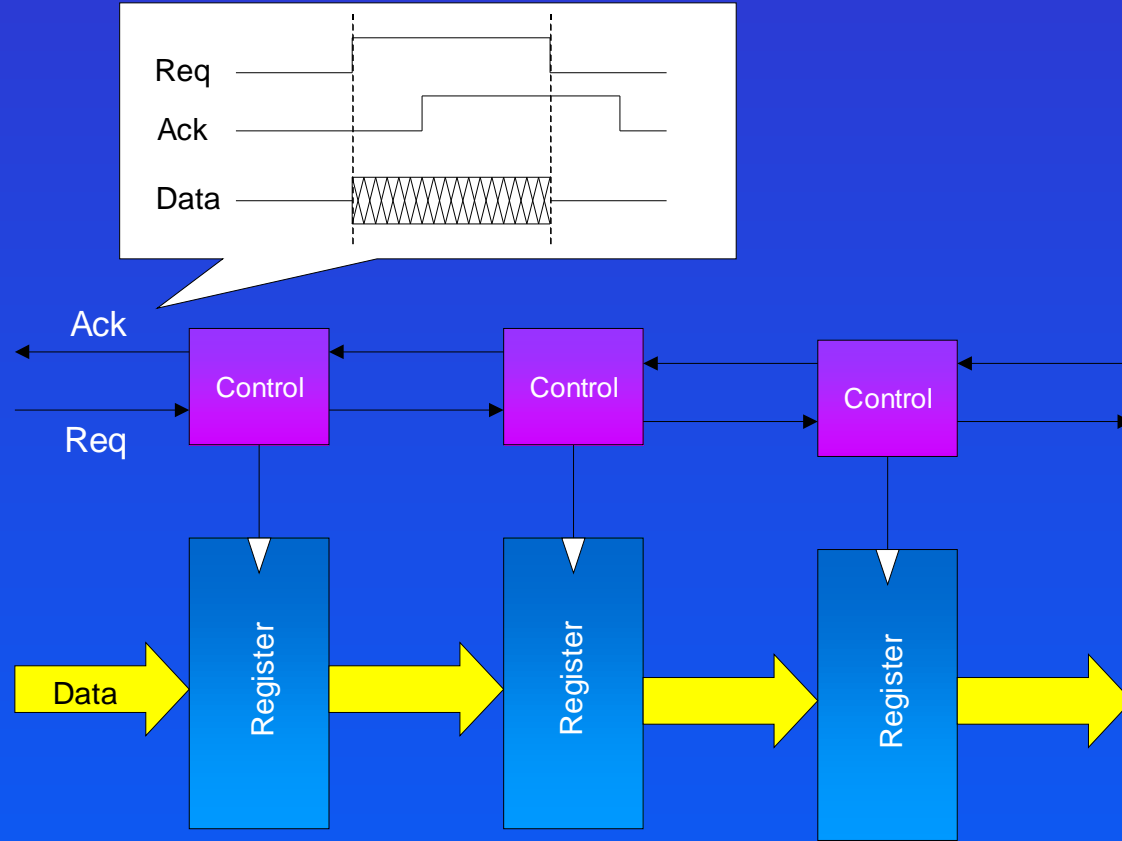 Req
Ack
Data
Ack
Req
Control
Control
Control
Data
Register
Register
Register